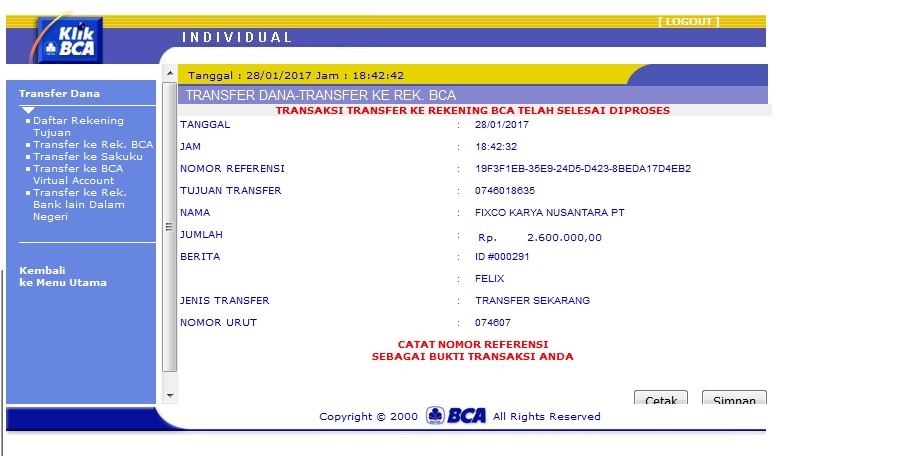 [ LOGOUT ]
Klik
BCA
INDIVIDUAL
Tanggal : 28/01/2017 Jam : 18:42:42
Transfer Dana
Daftar Rekening
Tujuan
Transfer ke Rek. BCA
Transfer ke Sakuku
Transfer ke BCA
Virtual Account
Transfer ke Rek.
Bank lain Dalam
Negeri
Kembali
ke Menu Utama
TRANSFER DANA-TRANSFER KE REK. BCA
TRANSAKSI TRANSFER KE REKENING BCA TELAH SELESAI DIPROSES
TANGGAL : 28/01/2017
JAM : 18:42:32
NOMOR REFERENSI : 19F3F1EB-35E9-24D5-D423-8BEDA17D4EB2
TUJUAN TRANSFER : 0746018635
NAMA : FIXCO KARYA NUSANTARA PT
JUMLAH : Rp. 2.600.000,00
BERITA : ID #000291
: FELIX
JENIS TRANSFER : TRANSFER SEKARANG
NOMOR URUT : 074607
CATAT NOMOR REFERENSI
SEBAGAI BUKTI TRANSAKSI ANDA
Cetak Simpan
Copyright © 2000 BCA All Rights Reserved